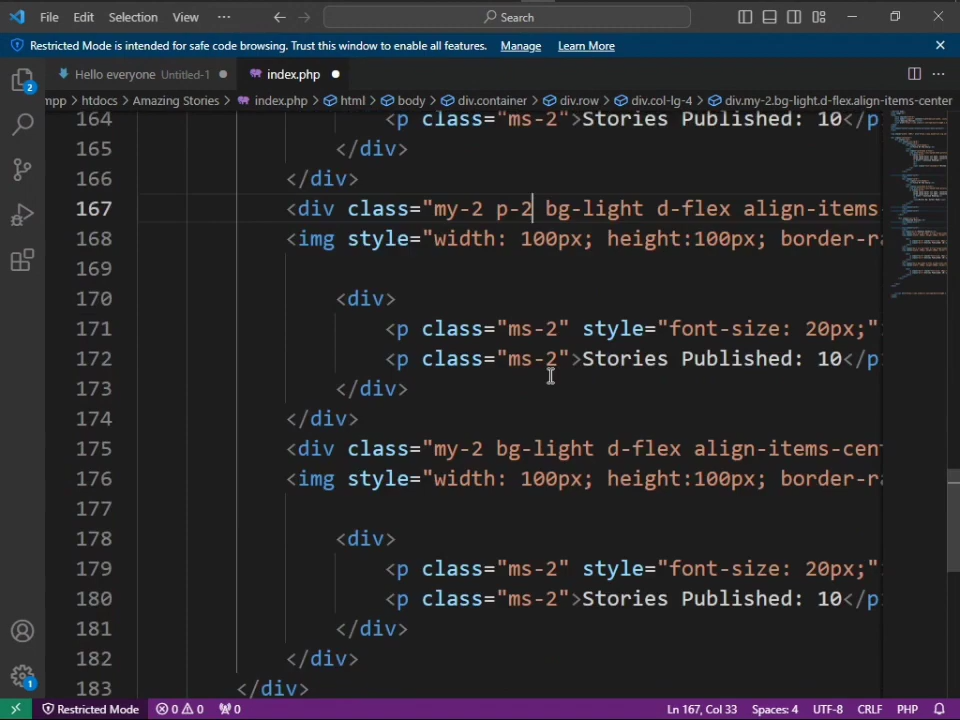 File Edit Selection View ··· Search
Restricted Mode is intended for safe code browsing. Trust this window to enable all features. Manage Learn More
Hello everyone Untitled-1 index.php
mpp > htdocs > Amazing Stories > index.php > html > body > div.container > div.row > div.col-lg-4 > div.my-2.bg-light.d-flex.align-items-center
164 <p class="ms-2">Stories Published: 10</p
165 </div>
166 </div>
167 <div class="my-2 p-2 bg-light d-flex align-items
168 <img style="width: 100px; height:100px; border-ra
169
170 <div>
171 <p class="ms-2" style="font-size: 20px;"
172 <p class="ms-2">Stories Published: 10</p
173 </div>
174 </div>
175 <div class="my-2 bg-light d-flex align-items-cen
176 <img style="width: 100px; height:100px; border-ra
177
178 <div>
179 <p class="ms-2" style="font-size: 20px;"
180 <p class="ms-2">Stories Published: 10</p
181 </div>
182 </div>
183 </div>
2
1
Restricted Mode 0 0 0 Ln 167, Col 33 Spaces: 4 UTF-8 CRLF PHP